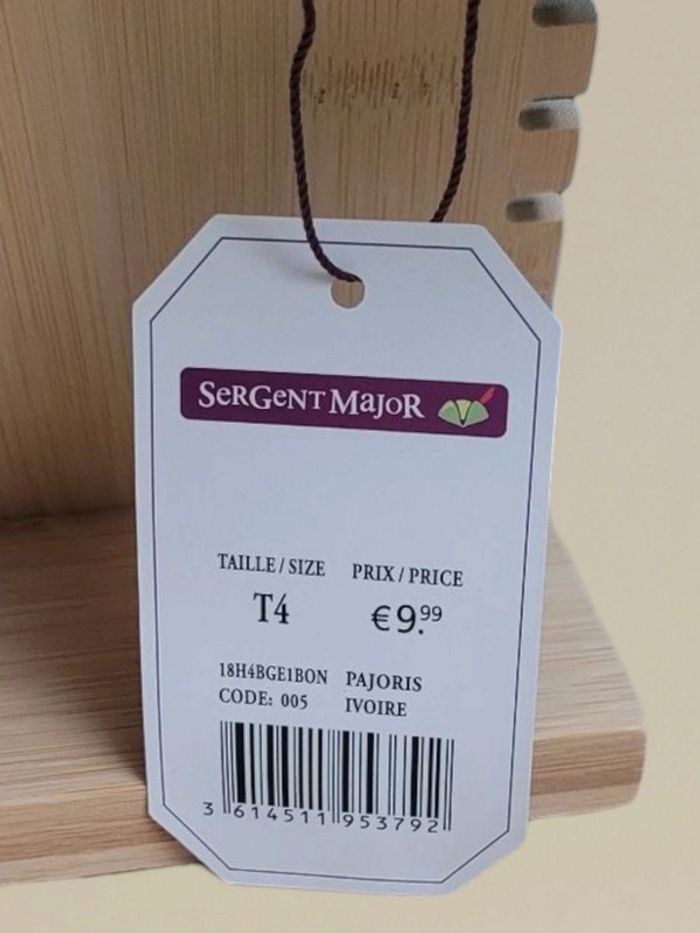 SeRGeNT MaJoR
TAILLE / SIZE PRIX / PRICE
T4 €9.99
18H4BGE1BON PAJORIS
CODE: 005 IVOIRE
3 614511 953792